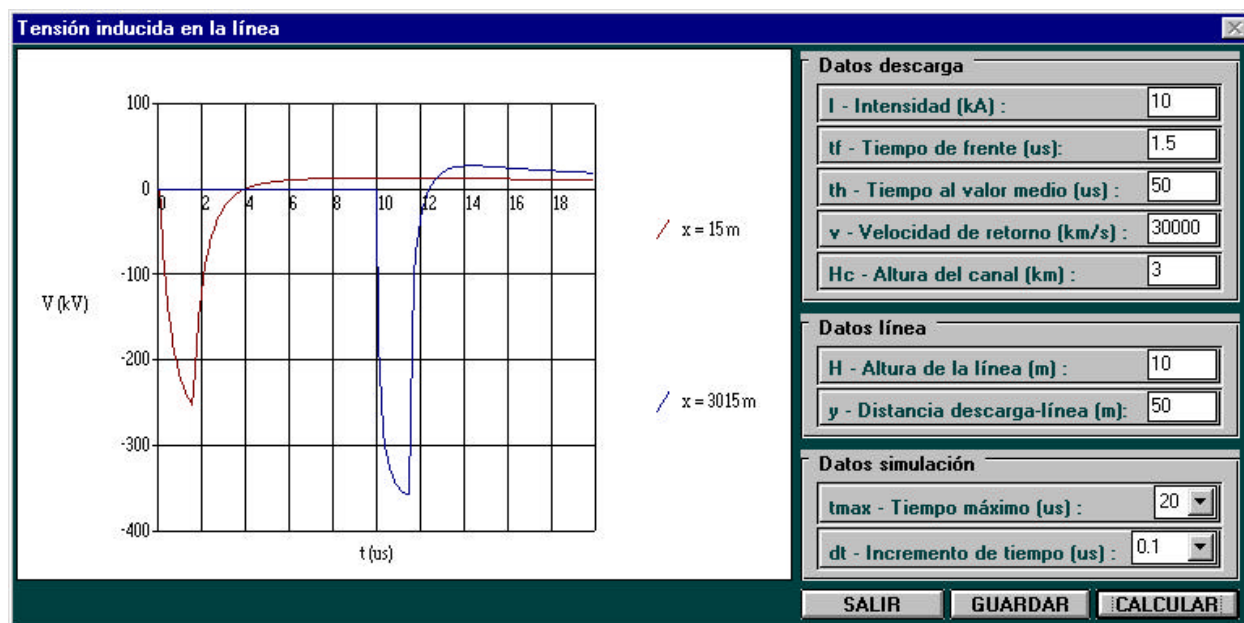 Tensión inducida en la línea
100
0
-100
-200
-300
-400
0 2 4 6 8 10 12 14 16 18
V (kV)
t (us)
x = 15 m
x = 3015 m
Datos descarga
I - Intensidad (kA) : 10
tf - Tiempo de frente (us): 1.5
th - Tiempo al valor medio (us) : 50
v - Velocidad de retorno (km/s) : 30000
Hc - Altura del canal (km) : 3
Datos línea
H - Altura de la línea (m) : 10
y - Distancia descarga-línea (m): 50
Datos simulación
tmax - Tiempo máximo (us) : 20
dt - Incremento de tiempo (us) : 0.1
SALIR GUARDAR CALCULAR